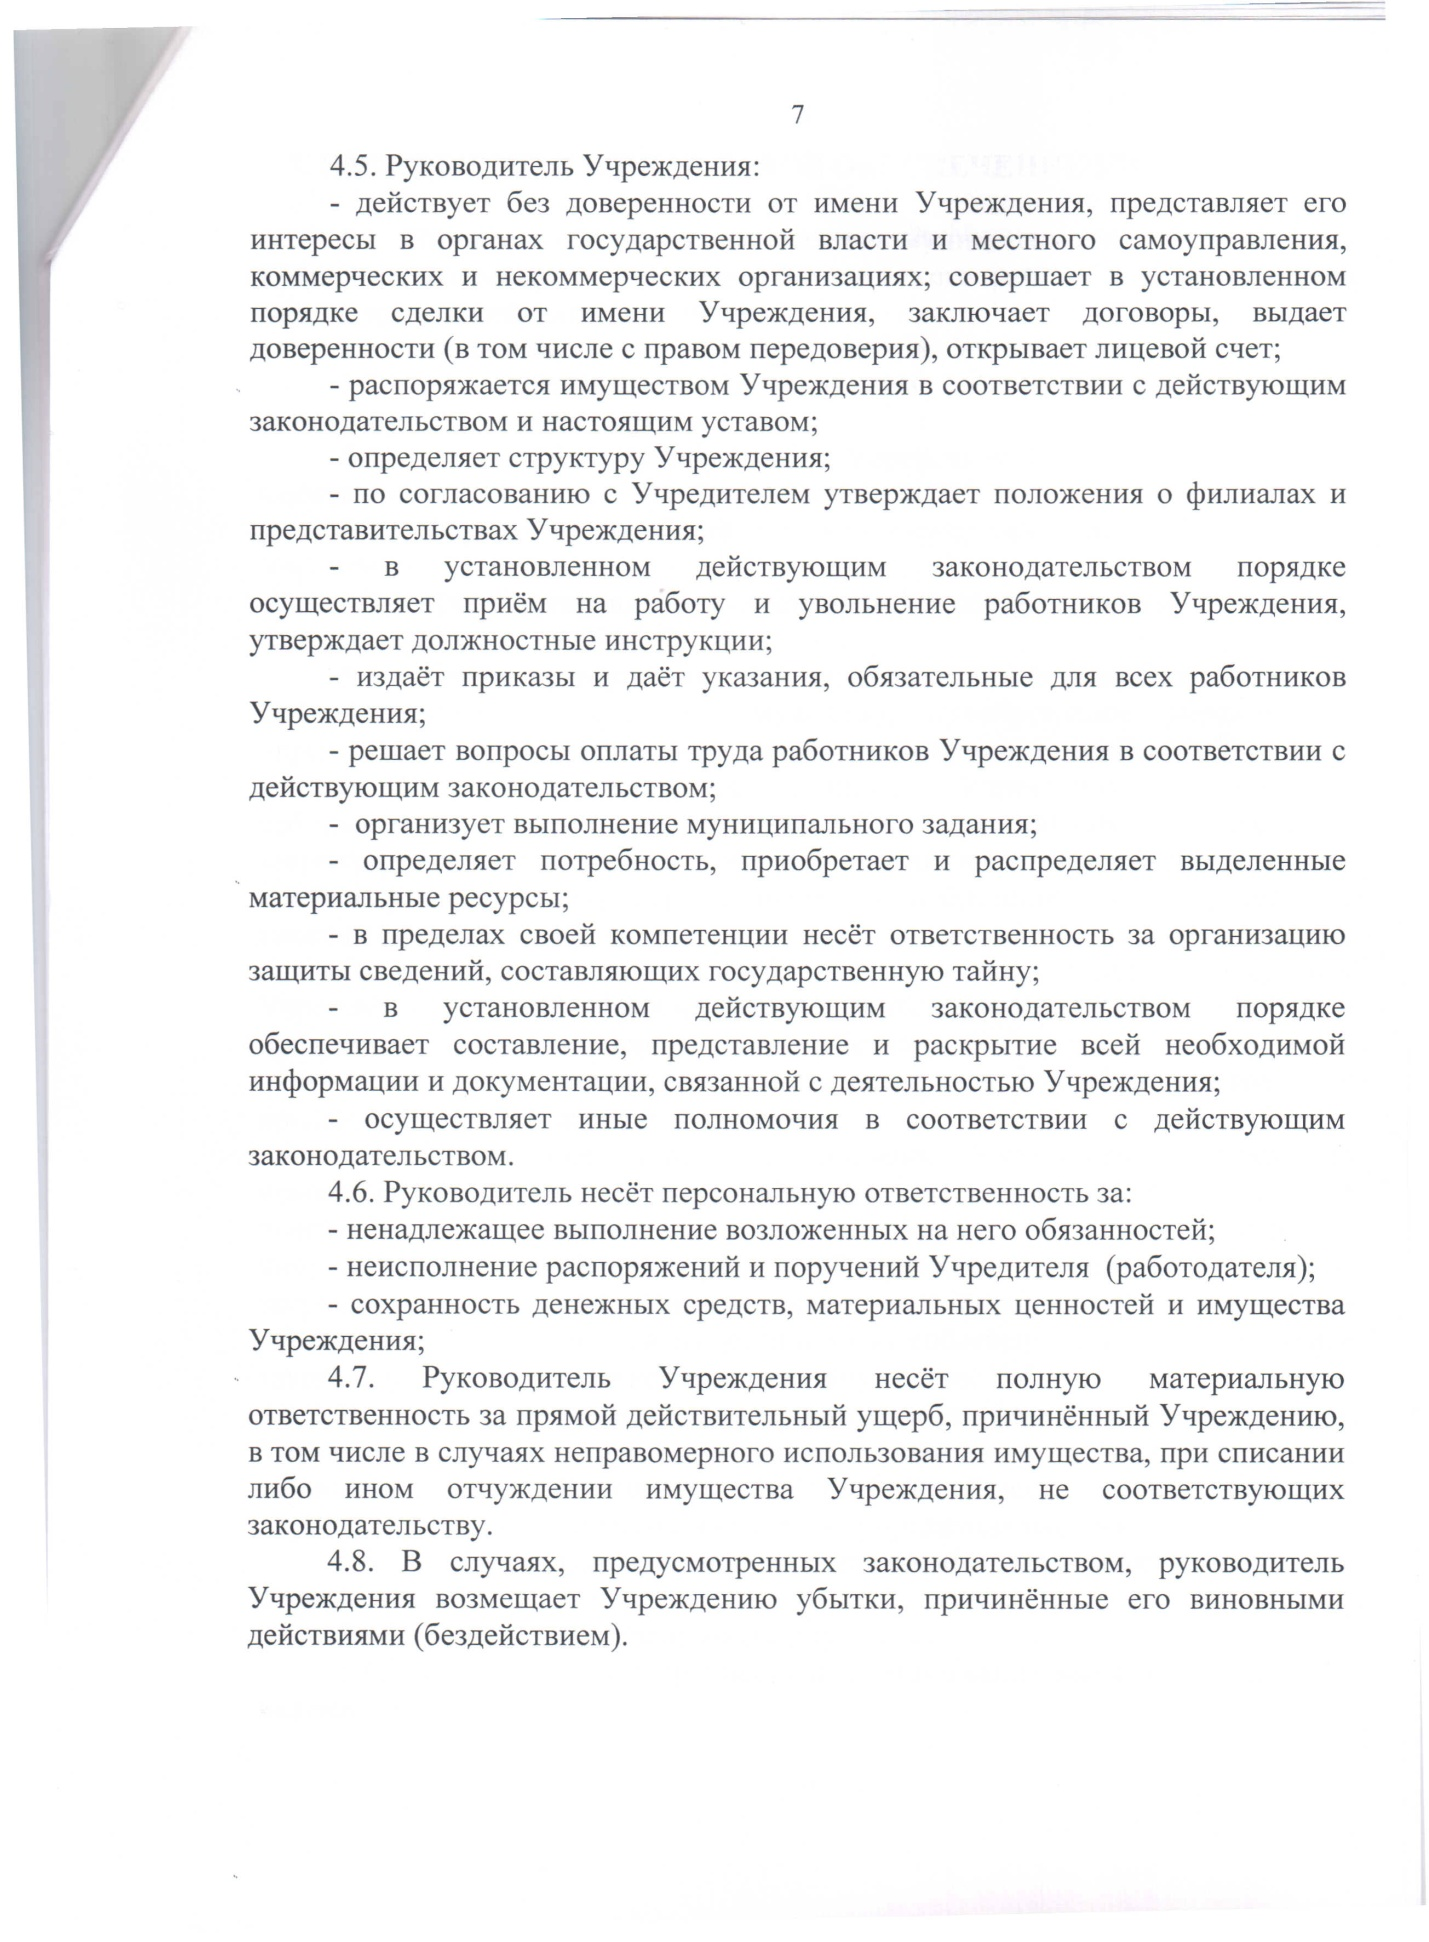 7
4.5. Руководитель Учреждения:
- действует без доверенности от имени Учреждения, представляет его
интересы в органах государственной власти и местного самоуправления,
коммерческих и некоммерческих организациях; совершает в установленном
порядке сделки от имени Учреждения, заключает договоры, выдает
доверенности (в том числе с правом передоверия), открывает лицевой счет;
- распоряжается имуществом Учреждения в соответствии с действующим
законодательством и настоящим уставом;
- определяет структуру Учреждения;
- по согласованию с Учредителем утверждает положения о филиалах и
представительствах Учреждения;
- в установленном действующим законодательством порядке
осуществляет приём на работу и увольнение работников Учреждения,
утверждает должностные инструкции;
- издаёт приказы и даёт указания, обязательные для всех работников
Учреждения;
- решает вопросы оплаты труда работников Учреждения в соответствии с
действующим законодательством;
- организует выполнение муниципального задания;
- определяет потребность, приобретает и распределяет выделенные
материальные ресурсы;
- в пределах своей компетенции несёт ответственность за организацию
защиты сведений, составляющих государственную тайну;
- в установленном действующим законодательством порядке
обеспечивает составление, представление и раскрытие всей необходимой
информации и документации, связанной с деятельностью Учреждения;
- осуществляет иные полномочия в соответствии с действующим
законодательством.
4.6. Руководитель несёт персональную ответственность за:
- ненадлежащее выполнение возложенных на него обязанностей;
- неисполнение распоряжений и поручений Учредителя (работодателя);
- сохранность денежных средств, материальных ценностей и имущества
Учреждения;
4.7. Руководитель Учреждения несёт полную материальную
ответственность за прямой действительный ущерб, причинённый Учреждению,
в том числе в случаях неправомерного использования имущества, при списании
либо ином отчуждении имущества Учреждения, не соответствующих
законодательству.
4.8. В случаях, предусмотренных законодательством, руководитель
Учреждения возмещает Учреждению убытки, причинённые его виновными
действиями (бездействием).